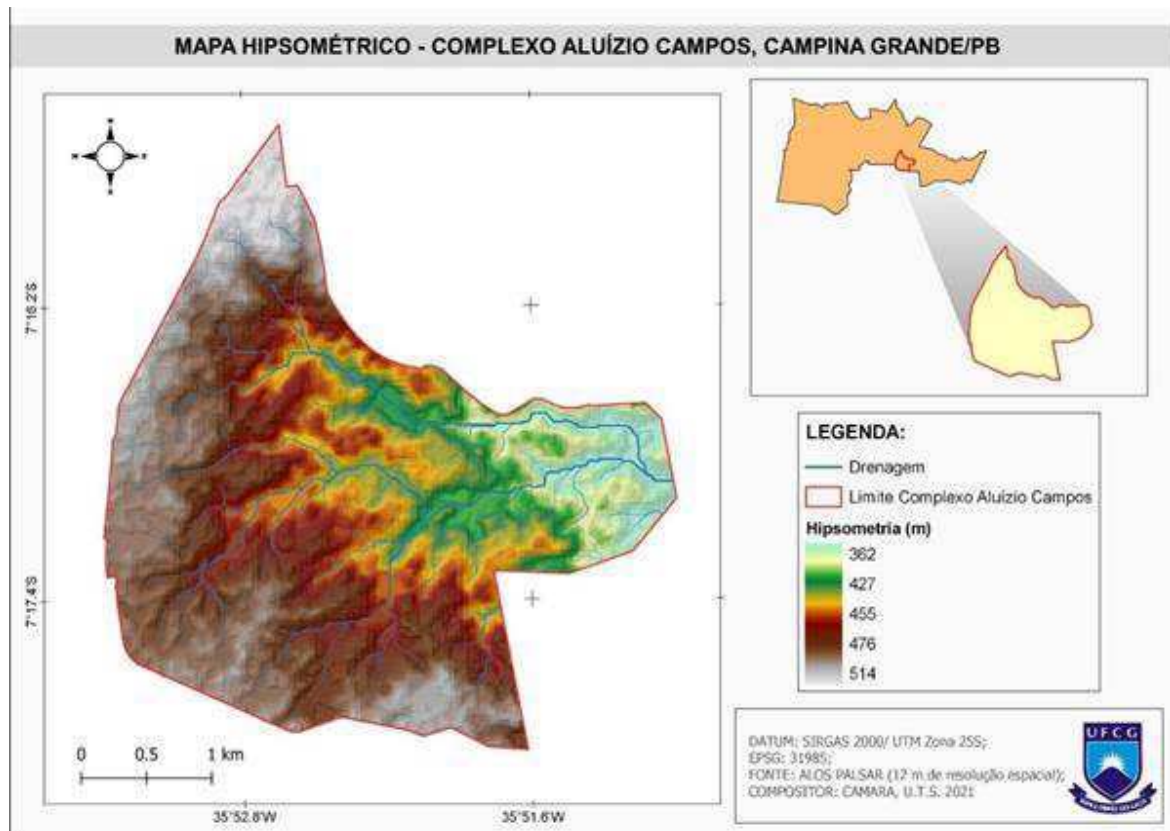 MAPA HIPSOMÉTRICO - COMPLEXO ALUÍZIO CAMPOS, CAMPINA GRANDE/PB
7°16.2'S
7°17.4'S
0 0.5 1 km
35°52.8'W
35°51.6'W
LEGENDA:
Drenagem
Limite Complexo Aluízio Campos
Hipsometria (m)
362
427
455
476
514
DATUM: SIRGAS 2000/ UTM Zona 25S;
EPSG: 31985;
FONTE: ALOS PALSAR (12 m de resolução espacial);
COMPOSITOR: CAMARA, U.T.S. 2021
UFCG